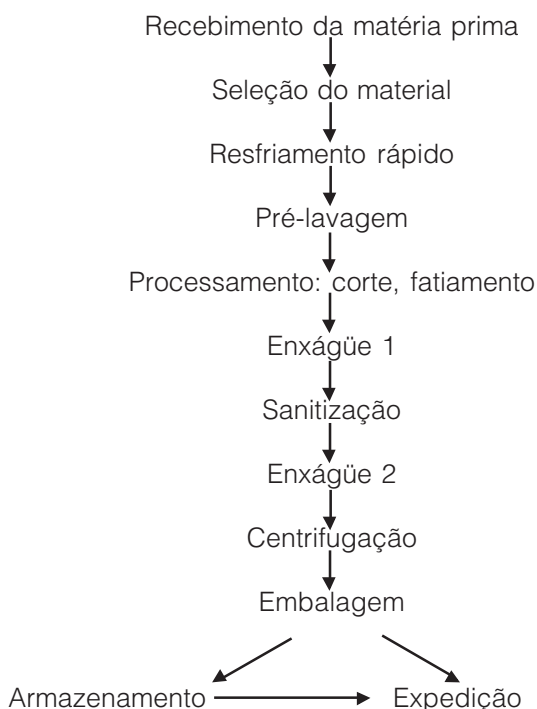 Recebimento da matéria prima
Seleção do material
Resfriamento rápido
Pré-lavagem
Processamento: corte, fatiamento
Enxágüe 1
Sanitização
Enxágüe 2
Centrifugação
Embalagem
Armazenamento Expedição